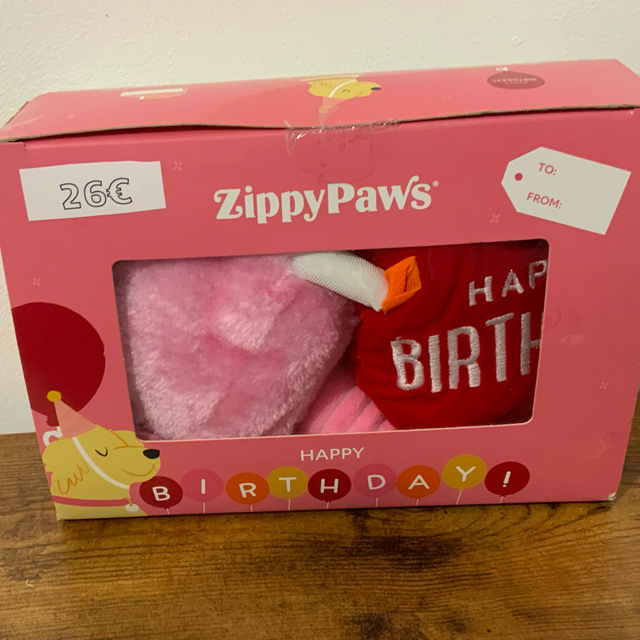 26€
ZippyPaws®
TO:
FROM:
HAP
BIRTH
HAPPY
BIRTHDAY!